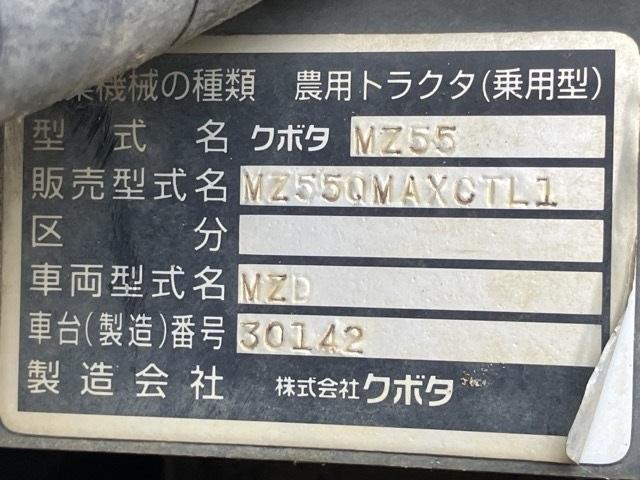 業機械の種類 農用トラクタ(乗用型)
型式名 クボタ MZ55
販売型式名 MZ55QMAXCTL1
区分
車両型式名 MZD
車台(製造)番号 30142
製造会社 株式会社クボタ